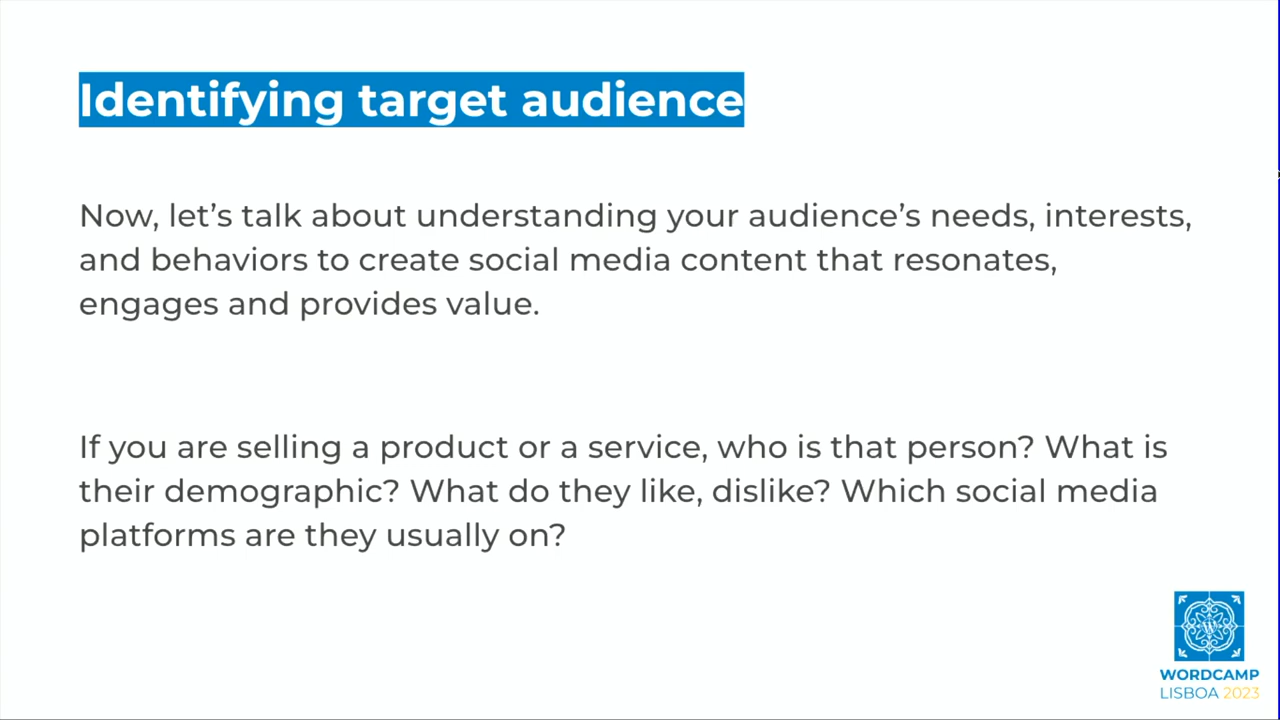 Identifying target audience
Now, let’s talk about understanding your audience’s needs, interests,
and behaviors to create social media content that resonates,
engages and provides value.
If you are selling a product or a service, who is that person? What is
their demographic? What do they like, dislike? Which social media
platforms are they usually on?
WORDCAMP
LISBOA 2023